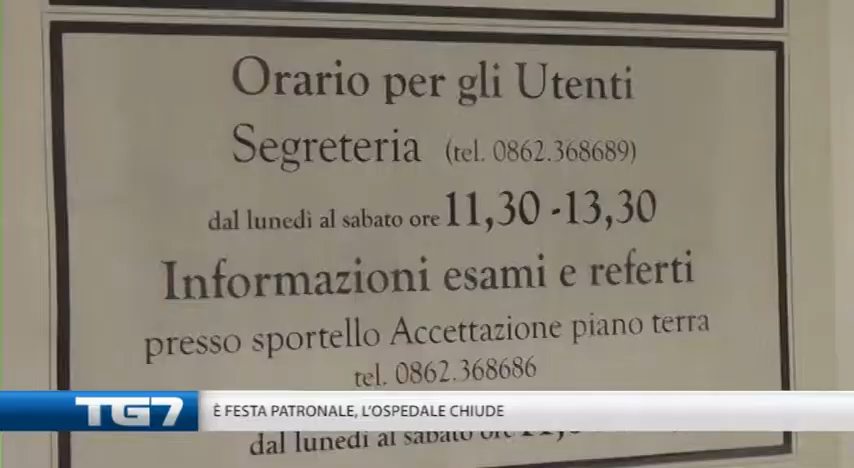 Orario per gli Utenti
Segreteria (tel. 0862.368689)
dal lunedì al sabato ore 11,30 -13,30
Informazioni esami e referti
presso sportello Accettazione piano terra
tel. 0862.368686
TG7 È FESTA PATRONALE, L'OSPEDALE CHIUDE
dal lunedì al sabato ore